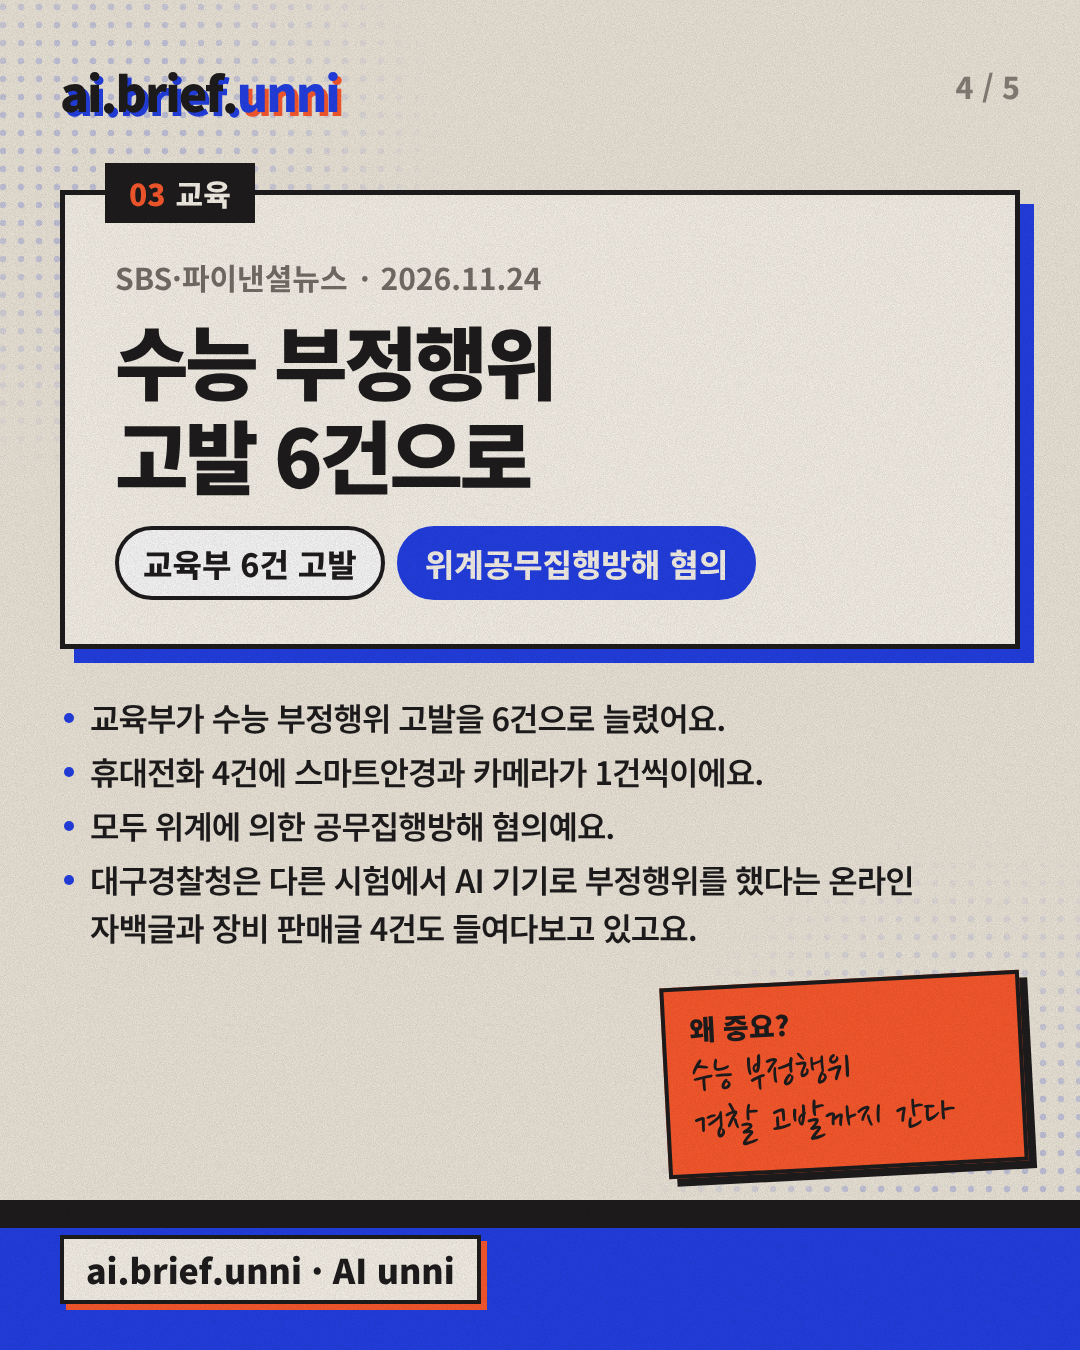 ai.brief.unni
4 / 5
03 교육
SBS·파이낸셜뉴스 · 2026.11.24
수능 부정행위
고발 6건으로
교육부 6건 고발
위계공무집행방해 혐의
• 교육부가 수능 부정행위 고발을 6건으로 늘렸어요.
• 휴대전화 4건에 스마트안경과 카메라가 1건씩이에요.
• 모두 위계에 의한 공무집행방해 혐의예요.
• 대구경찰청은 다른 시험에서 AI 기기로 부정행위를 했다는 온라인
자백글과 장비 판매글 4건도 들여다보고 있고요.
왜 중요?
수능 부정행위
경찰 고발까지 간다
ai.brief.unni · AI unni